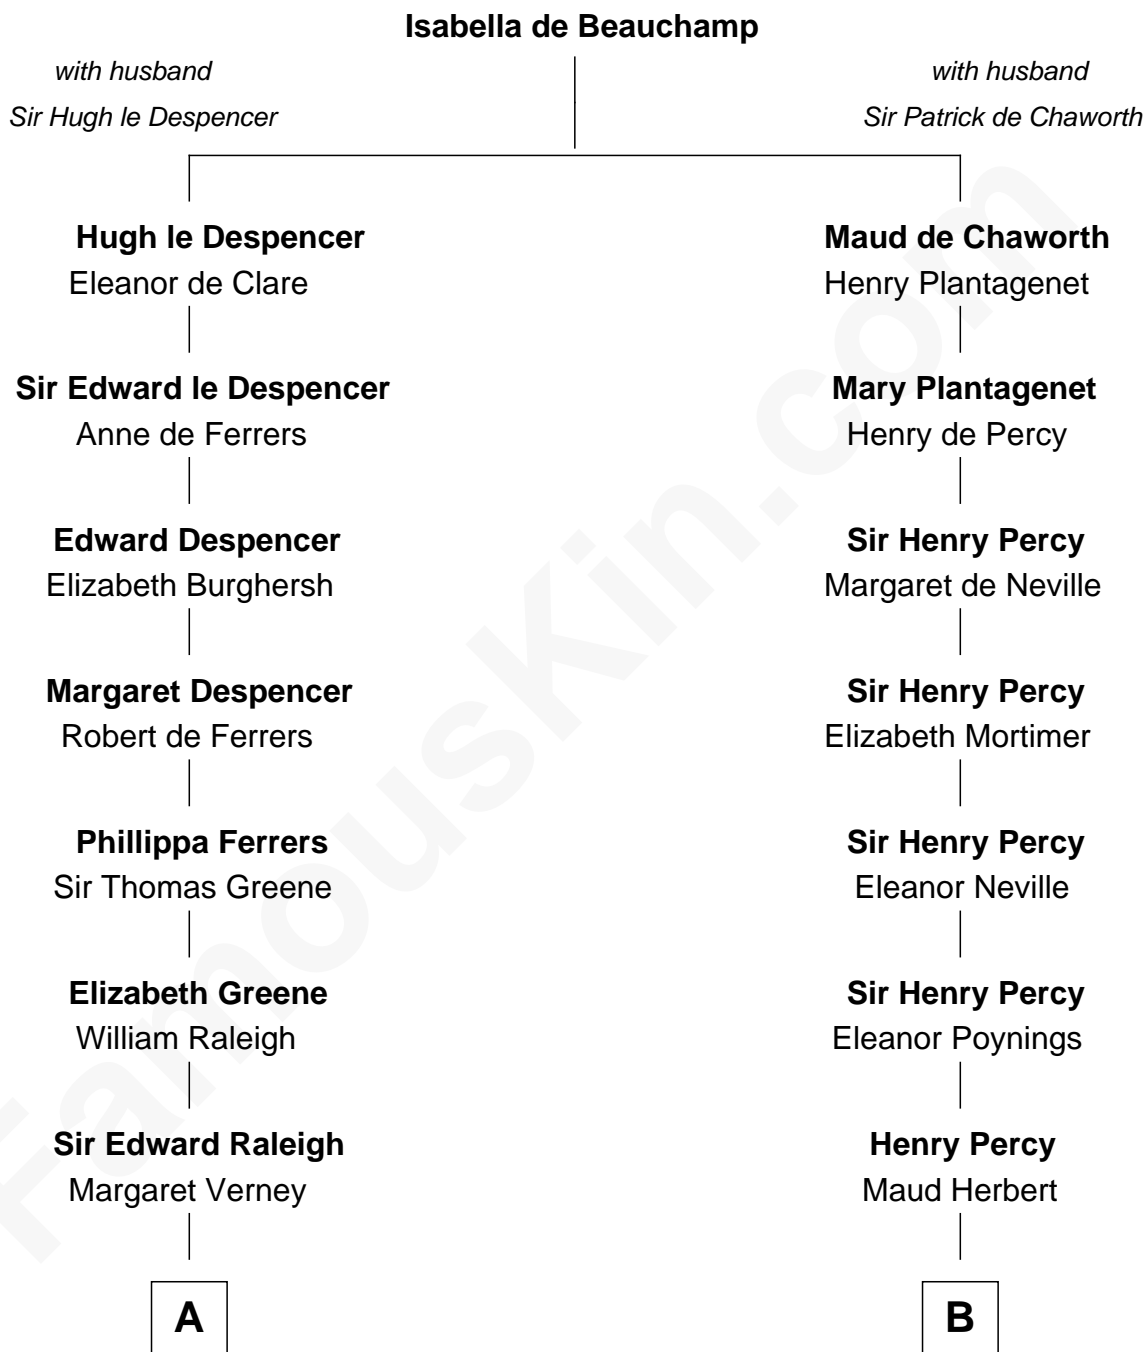 Isabella de Beauchamp
with husband
Sir Hugh le Despencer
with husband
Sir Patrick de Chaworth
Hugh le Despencer
Eleanor de Clare
Maud de Chaworth
Henry Plantagenet
Sir Edward le Despencer
Anne de Ferrers
Mary Plantagenet
Henry de Percy
Edward Despencer
Elizabeth Burghersh
Sir Henry Percy
Margaret de Neville
Margaret Despencer
Robert de Ferrers
Sir Henry Percy
Elizabeth Mortimer
Phillippa Ferrers
Sir Thomas Greene
Sir Henry Percy
Eleanor Neville
Elizabeth Greene
William Raleigh
Sir Henry Percy
Eleanor Poynings
Sir Edward Raleigh
Margaret Verney
Henry Percy
Maud Herbert
A
B
FamousKin.com